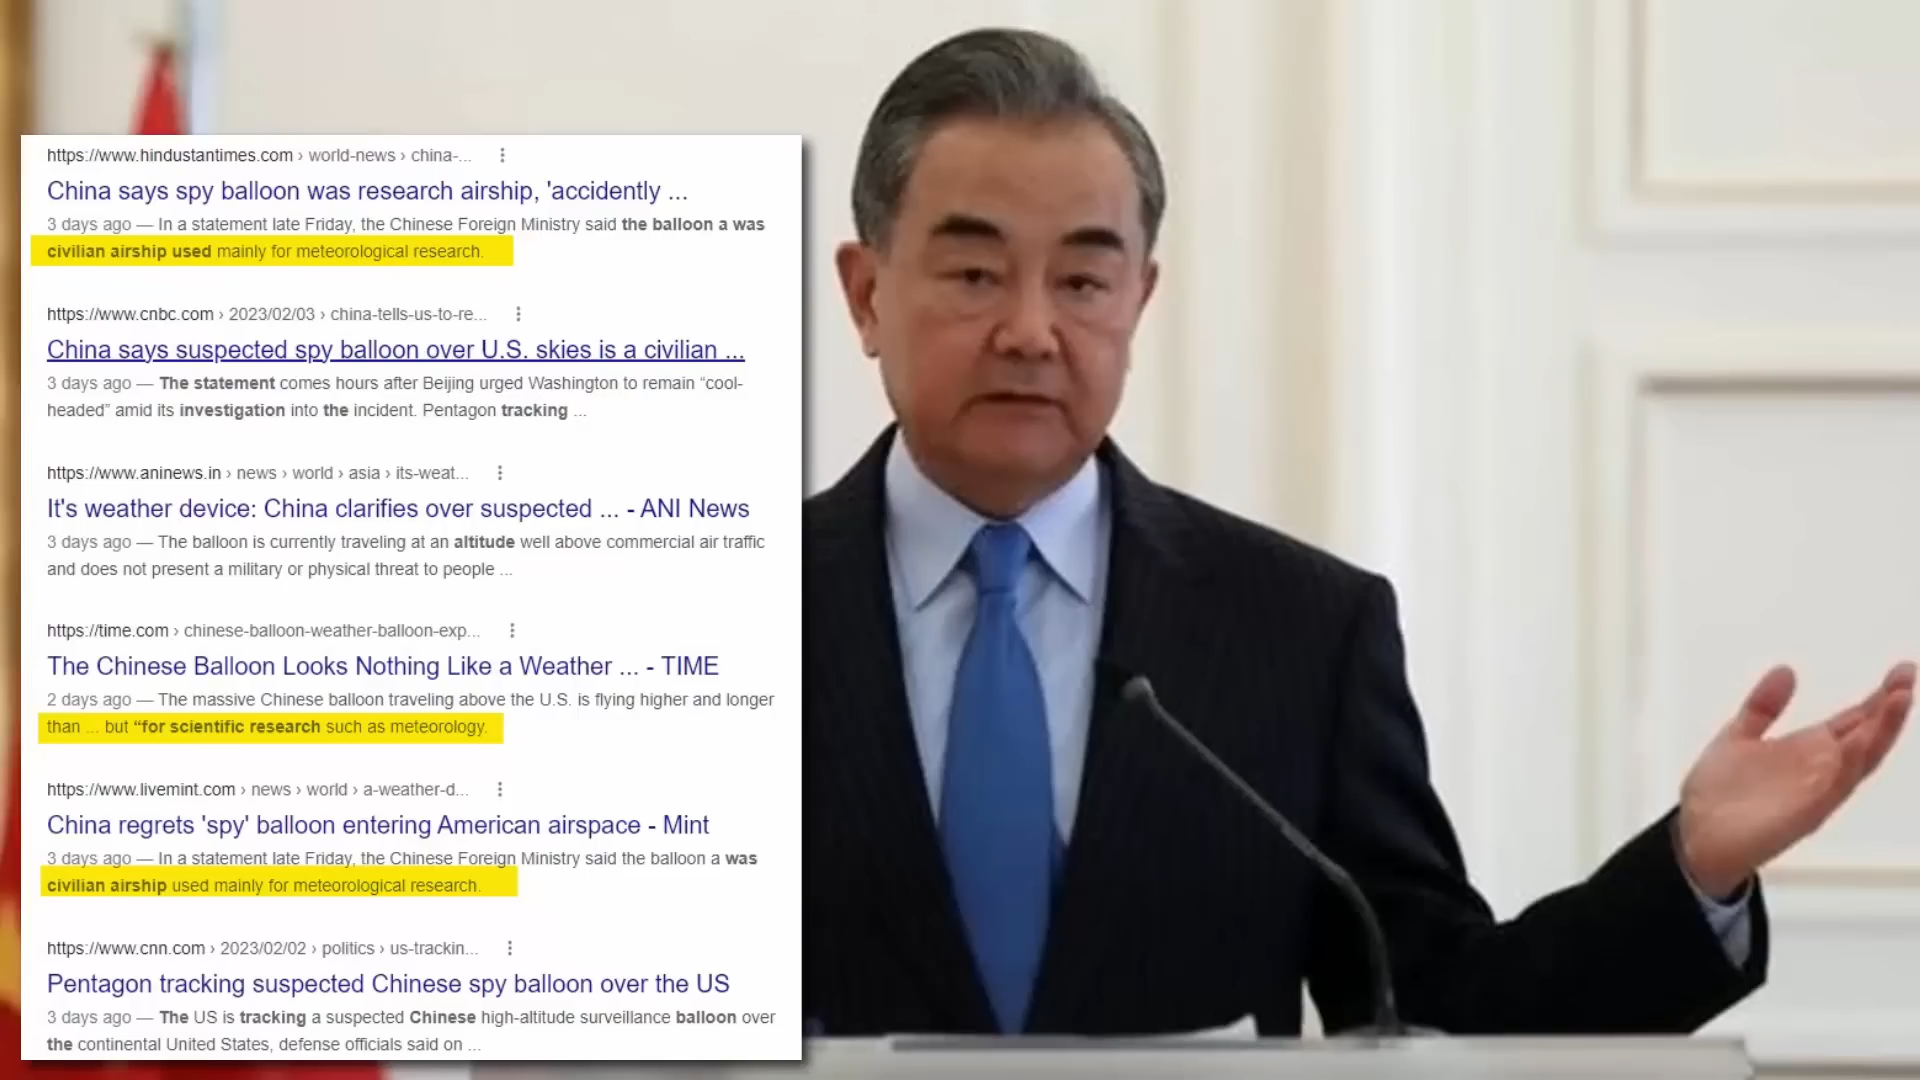 https://www.hindustantimes.com › world-news › china-...
China says spy balloon was research airship, 'accidently ...
3 days ago — In a statement late Friday, the Chinese Foreign Ministry said the balloon a was
civilian airship used mainly for meteorological research.
https://www.cnbc.com › 2023/02/03 › china-tells-us-to-re...
China says suspected spy balloon over U.S. skies is a civilian ...
3 days ago — The statement comes hours after Beijing urged Washington to remain “cool-
headed” amid its investigation into the incident. Pentagon tracking ...
https://www.aninews.in › news › world › asia › its-weat...
It's weather device: China clarifies over suspected ... - ANI News
3 days ago — The balloon is currently traveling at an altitude well above commercial air traffic
and does not present a military or physical threat to people ...
https://time.com › chinese-balloon-weather-balloon-exp...
The Chinese Balloon Looks Nothing Like a Weather ... - TIME
2 days ago — The massive Chinese balloon traveling above the U.S. is flying higher and longer
than ... but “for scientific research such as meteorology.
https://www.livemint.com › news › world › a-weather-d...
China regrets 'spy' balloon entering American airspace - Mint
3 days ago — In a statement late Friday, the Chinese Foreign Ministry said the balloon a was
civilian airship used mainly for meteorological research.
https://www.cnn.com › 2023/02/02 › politics › us-trackin...
Pentagon tracking suspected Chinese spy balloon over the US
3 days ago — The US is tracking a suspected Chinese high-altitude surveillance balloon over
the continental United States, defense officials said on ...